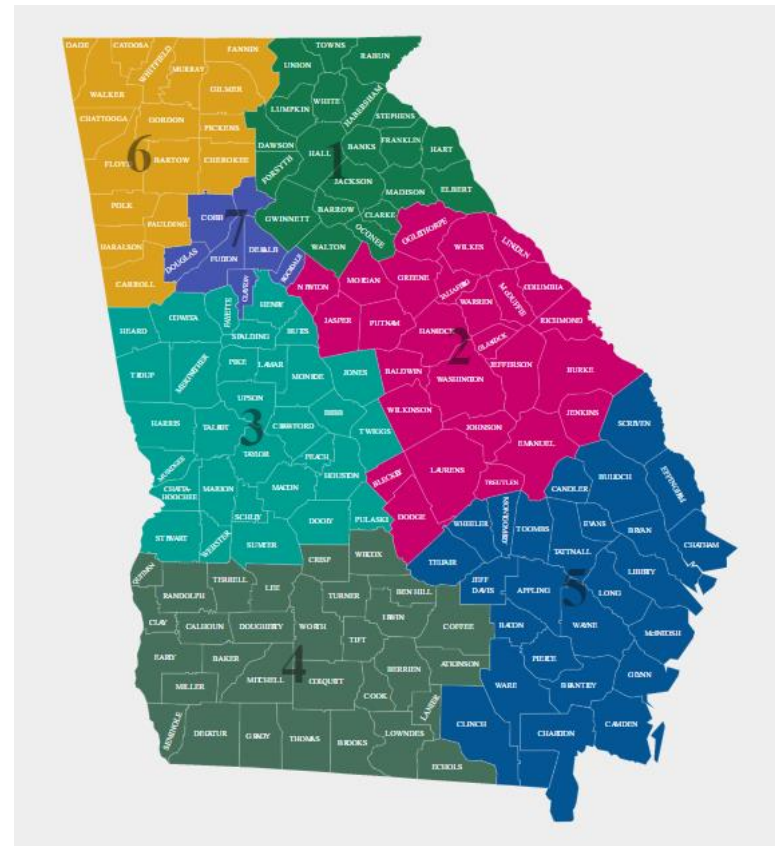 DADE
CATOOSA
WHITFIELD
MURRAY
FANNIN
WALKER
GILMER
CHATTOOGA
GORDON
PICKENS
6
FLOYD
BARTOW
CHEROKEE
POLK
PAULDING
HARALSON
CARROLL
TOWNS
RABUN
UNION
WHITE
HABERSHAM
LUMPKIN
STEPHENS
DAWSON
HALL
BANKS
FRANKLIN
HART
FORSYTH
1
JACKSON
MADISON
ELBERT
GWINNETT
BARROW
CLARKE
OCONEE
WALTON
COBB
7
DOUGLAS
FULTON
DEKALB
ROCKDALE
CLAYTON
OGLETHORPE
WILKES
LINCOLN
NEWTON
MORGAN
GREENE
TALIAFERRO
WARREN
McDUFFIE
COLUMBIA
RICHMOND
JASPER
PUTNAM
HANCOCK
2
GLASCOCK
JEFFERSON
BURKE
BALDWIN
WASHINGTON
WILKINSON
JENKINS
JOHNSON
EMANUEL
BLECKLEY
LAURENS
TREUTLEN
DODGE
HEARD
COWETA
FAYETTE
HENRY
SPALDING
BUTTS
TROUP
MERIWETHER
PIKE
LAMAR
MONROE
JONES
UPSON
HARRIS
TALBOT
3
CRAWFORD
BIBB
TWIGGS
TAYLOR
PEACH
MUSCOGEE
CHATTA-
HOOCHEE
MARION
MACON
HOUSTON
SCHLEY
DOOLY
PULASKI
STEWART
WEBSTER
SUMTER
QUITMAN
TERRELL
LEE
CRISP
WILCOX
RANDOLPH
TURNER
BEN HILL
CLAY
CALHOUN
DOUGHERTY
WORTH
IRWIN
COFFEE
TIFT
EARLY
BAKER
MITCHELL
4
COLQUITT
BERRIEN
ATKINSON
MILLER
COOK
LANIER
SEMINOLE
DECATUR
GRADY
THOMAS
BROOKS
LOWNDES
ECHOLS
SCREVEN
CANDLER
BULLOCH
EFFINGHAM
WHEELER
MONTGOMERY
TOOMBS
EVANS
BRYAN
TATTNALL
CHATHAM
TELFAIR
JEFF
DAVIS
APPLING
5
LONG
LIBERTY
BACON
WAYNE
McINTOSH
PIERCE
WARE
BRANTLEY
GLYNN
CLINCH
CHARLTON
CAMDEN